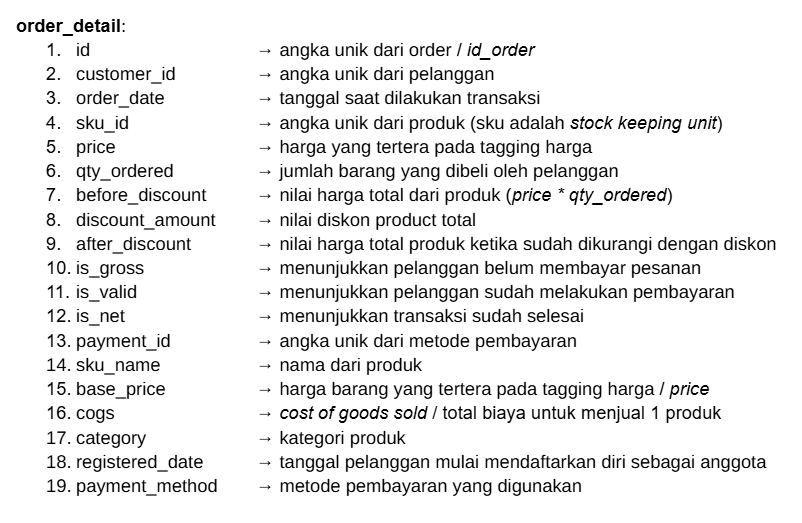 order_detail:
1. id → angka unik dari order / id_order
2. customer_id → angka unik dari pelanggan
3. order_date → tanggal saat dilakukan transaksi
4. sku_id → angka unik dari produk (sku adalah stock keeping unit)
5. price → harga yang tertera pada tagging harga
6. qty_ordered → jumlah barang yang dibeli oleh pelanggan
7. before_discount → nilai harga total dari produk (price * qty_ordered)
8. discount_amount → nilai diskon product total
9. after_discount → nilai harga total produk ketika sudah dikurangi dengan diskon
10. is_gross → menunjukkan pelanggan belum membayar pesanan
11. is_valid → menunjukkan pelanggan sudah melakukan pembayaran
12. is_net → menunjukkan transaksi sudah selesai
13. payment_id → angka unik dari metode pembayaran
14. sku_name → nama dari produk
15. base_price → harga barang yang tertera pada tagging harga / price
16. cogs → cost of goods sold / total biaya untuk menjual 1 produk
17. category → kategori produk
18. registered_date → tanggal pelanggan mulai mendaftarkan diri sebagai anggota
19. payment_method → metode pembayaran yang digunakan